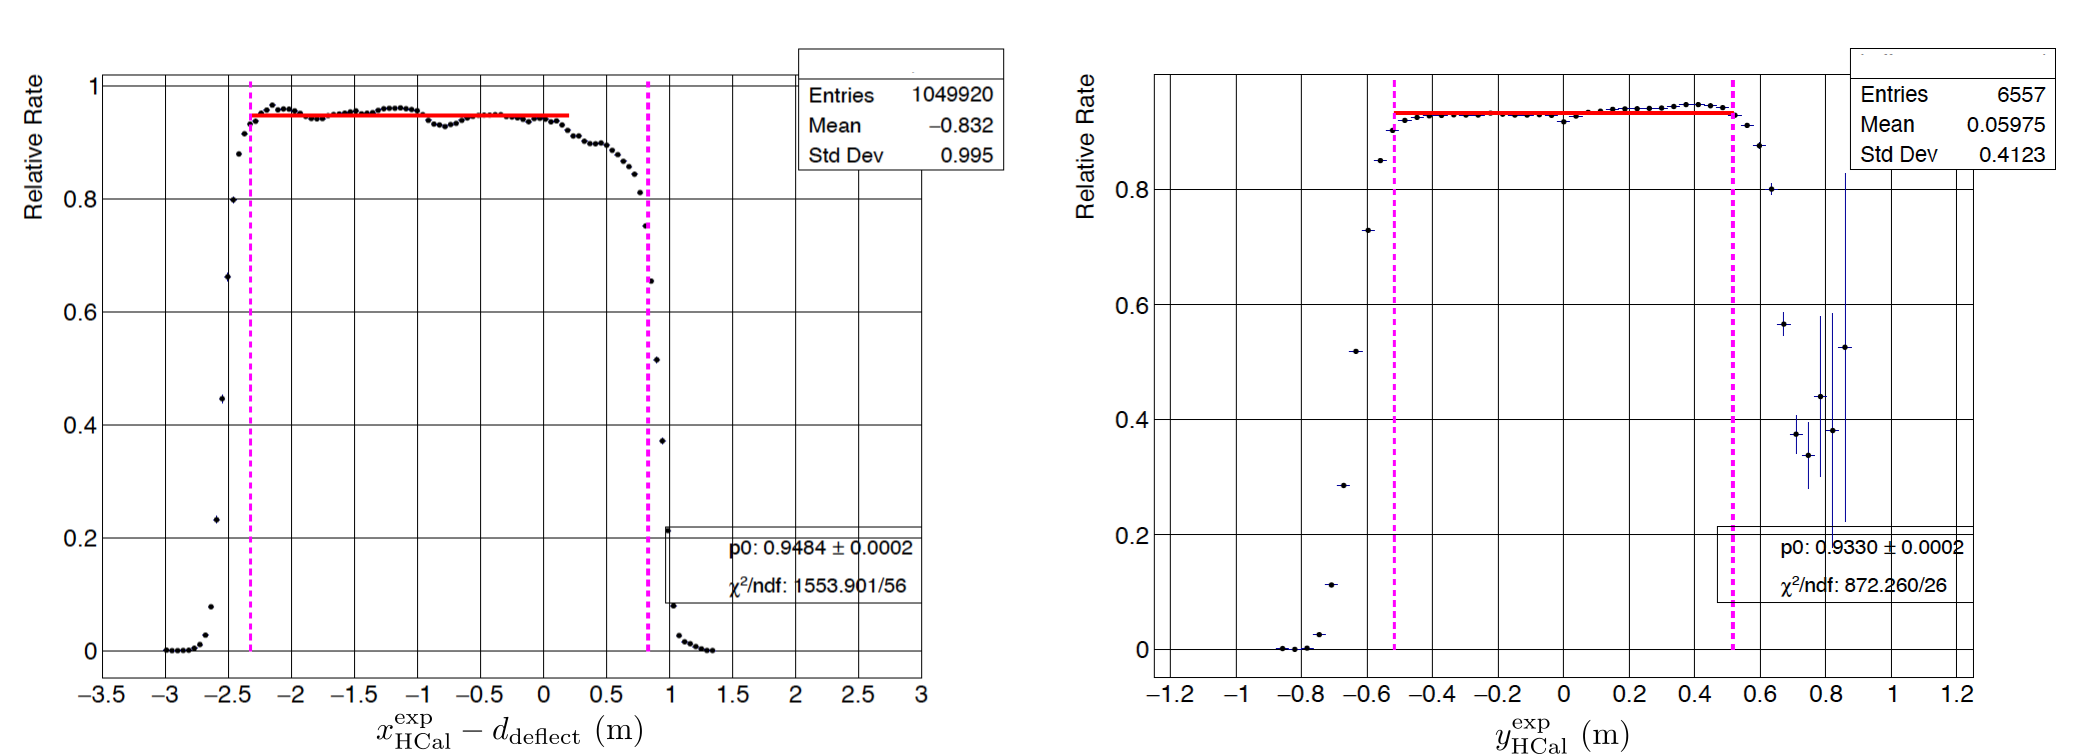 Relative Rate
1
0.8
0.6
0.4
0.2
0
Entries 1049920
Mean −0.832
Std Dev 0.995
p0: 0.9484 ± 0.0002
χ²/ndf: 1553.901/56
−3.5 −3 −2.5 −2 −1.5 −1 −0.5 0 0.5 1 1.5 2 2.5 3
x_HCal^exp − d_deflect (m)
Relative Rate
0.8
0.6
0.4
0.2
0
Entries 6557
Mean 0.05975
Std Dev 0.4123
p0: 0.9330 ± 0.0002
χ²/ndf: 872.260/26
−1.2 −1 −0.8 −0.6 −0.4 −0.2 0 0.2 0.4 0.6 0.8 1 1.2
y_HCal^exp (m)